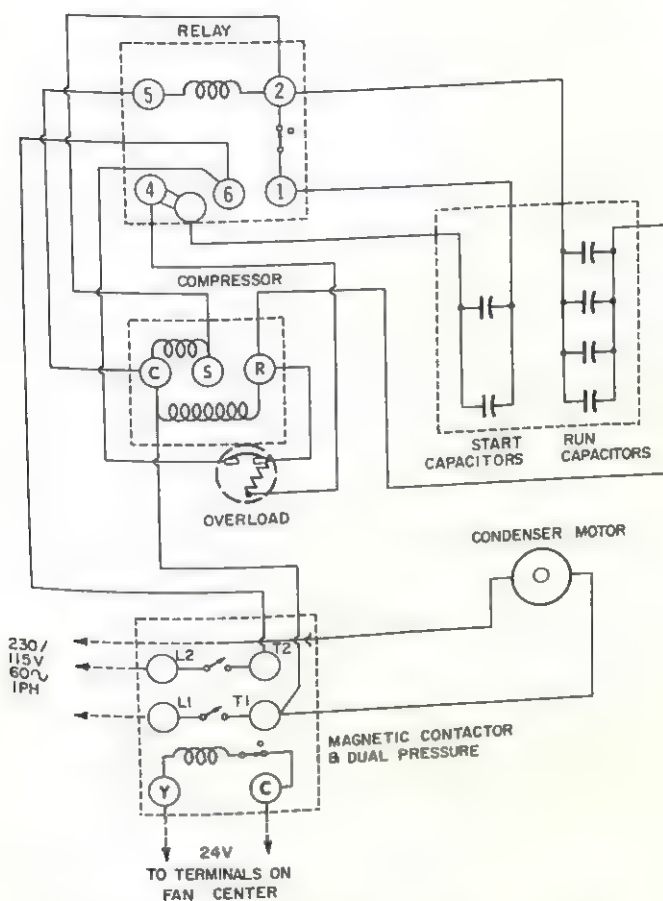 RELAY
5
2
4
6
1
COMPRESSOR
C
S
R
START
CAPACITORS
RUN
CAPACITORS
OVERLOAD
CONDENSER MOTOR
230/
115V
60~
1PH
L2
T2
L1
T1
MAGNETIC CONTACTOR
& DUAL PRESSURE
Y
C
24V
TO TERMINALS ON
FAN CENTER